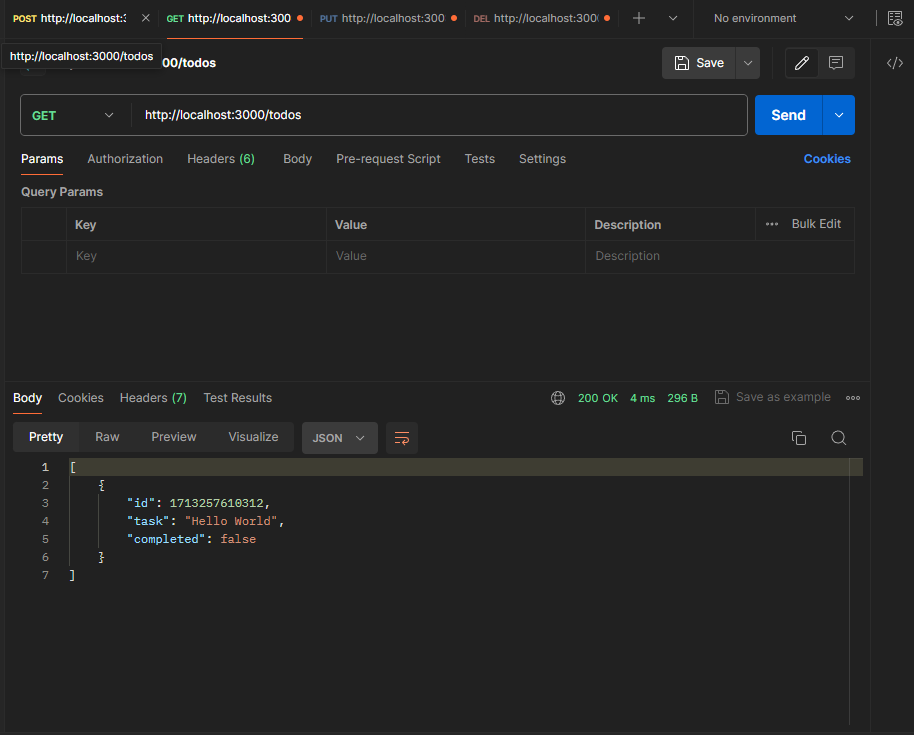 POST http://localhost:3
GET http://localhost:300
PUT http://localhost:300
DEL http://localhost:300
No environment
http://localhost:3000/todos
00/todos
Save
GET
http://localhost:3000/todos
Send
Params
Authorization
Headers (6)
Body
Pre-request Script
Tests
Settings
Cookies
Query Params
Key
Value
Description
Bulk Edit
Key
Value
Description
Body
Cookies
Headers (7)
Test Results
200 OK
4 ms
296 B
Save as example
Pretty
Raw
Preview
Visualize
JSON
1 [
2 {
3 "id": 1713257610312,
4 "task": "Hello World",
5 "completed": false
6 }
7 ]